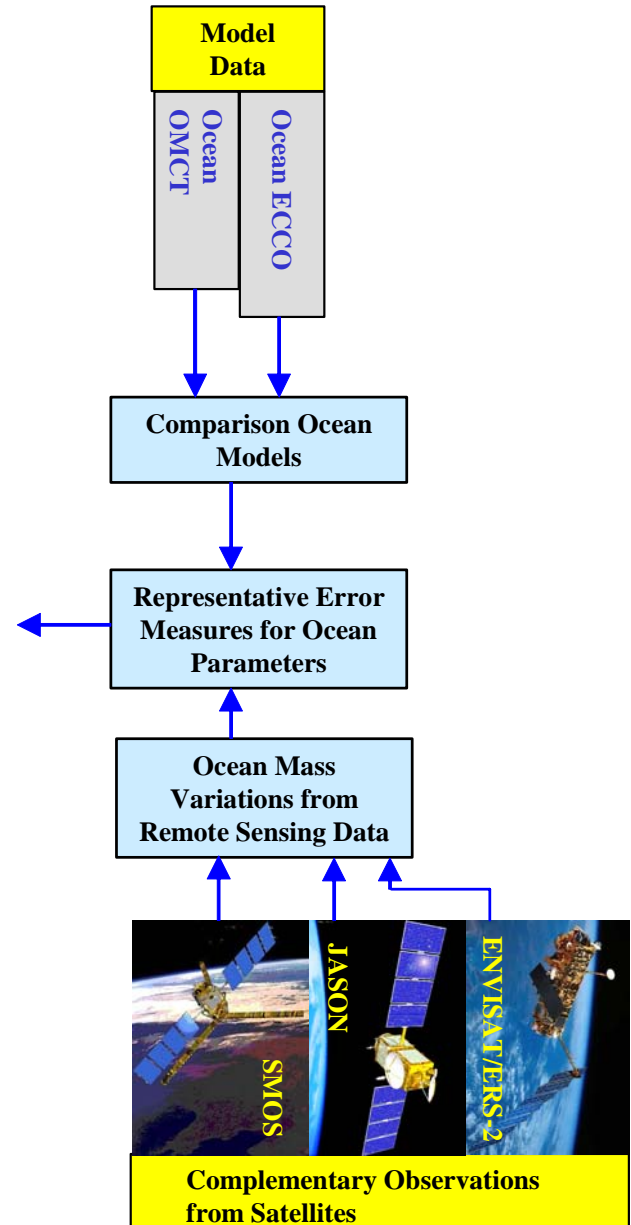 Model
Data
Ocean
OMCT
Ocean ECCO
Comparison Ocean
Models
Representative Error
Measures for Ocean
Parameters
Ocean Mass
Variations from
Remote Sensing Data
SMOS
JASON
ENVISAT/ERS-2
Complementary Observations
from Satellites